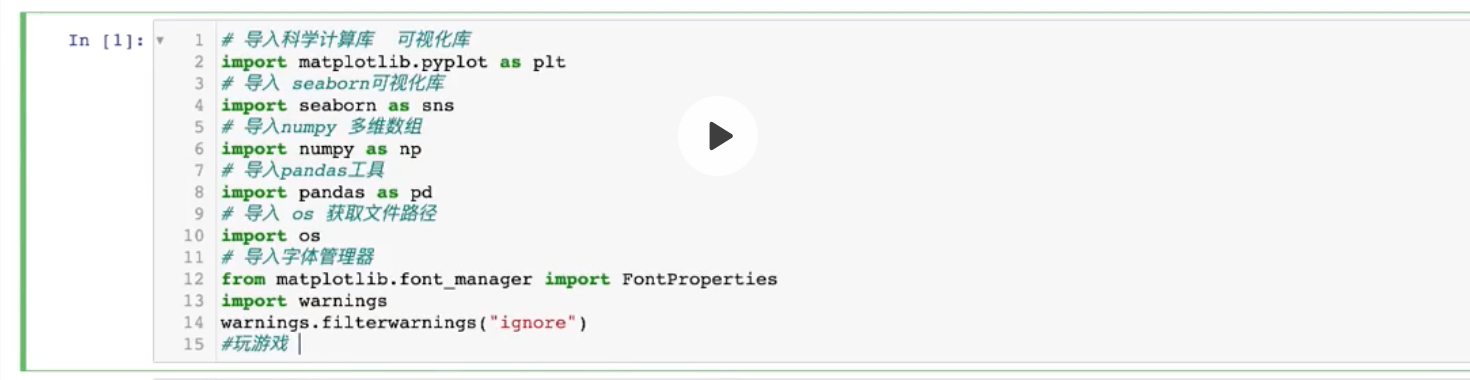 In [1]:
1 # 导入科学计算库  可视化库
2 import matplotlib.pyplot as plt
3 # 导入 seaborn可视化库
4 import seaborn as sns
5 # 导入numpy 多维数组
6 import numpy as np
7 # 导入pandas工具
8 import pandas as pd
9 # 导入 os 获取文件路径
10 import os
11 # 导入字体管理器
12 from matplotlib.font_manager import FontProperties
13 import warnings
14 warnings.filterwarnings("ignore")
15 #玩游戏